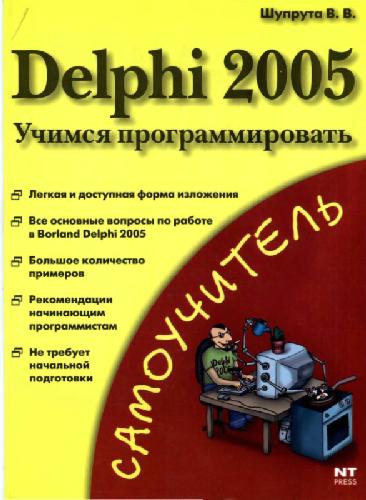 Шупрута В. В.
Delphi 2005
Учимся программировать
Легкая и доступная форма изложения
Все основные вопросы по работе
в Borland Delphi 2005
Большое количество
примеров
Рекомендации
начинающим
программистам
Не требует
начальной
подготовки
САМОУЧИТЕЛЬ
Delphi
NT
PRESS